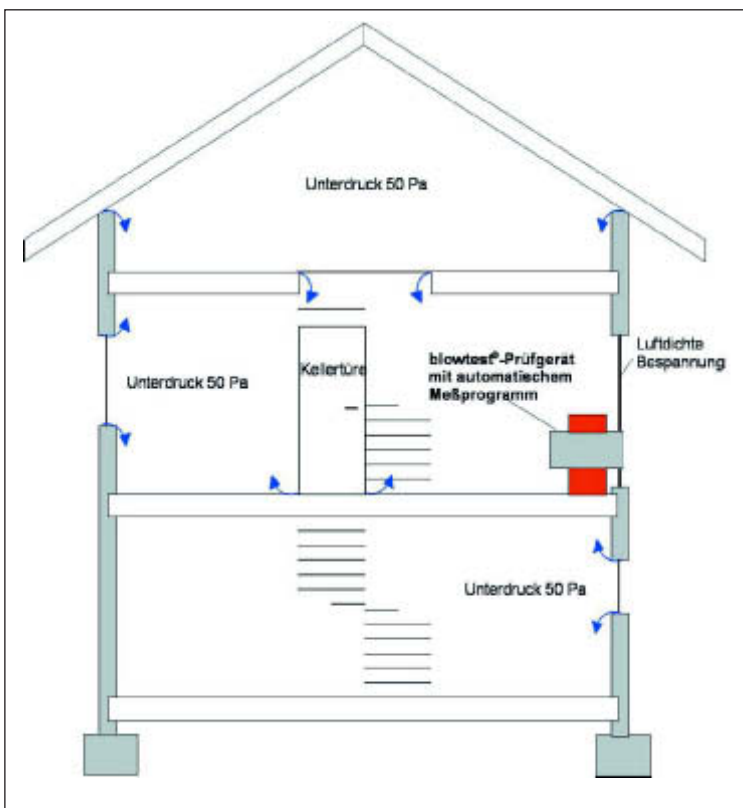 Unterdruck 50 Pa
Luftdichte
Bespannung
blowtest®-Prüfgerät
mit automatischem
Meßprogramm
Kellertüre
Unterdruck 50 Pa
Unterdruck 50 Pa